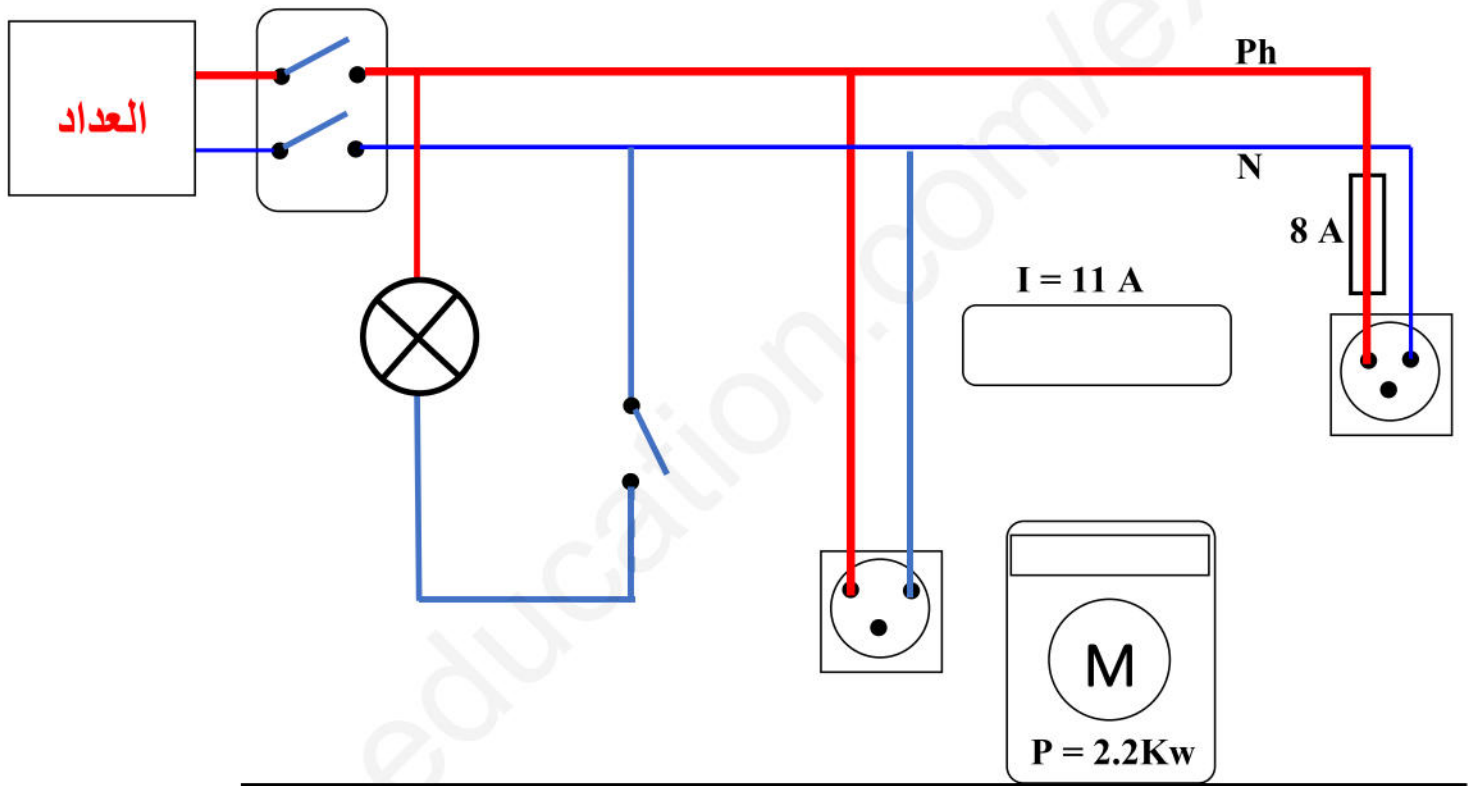 Ph
العداد
N
8 A
I = 11 A
M
P = 2.2Kw
education.com/e